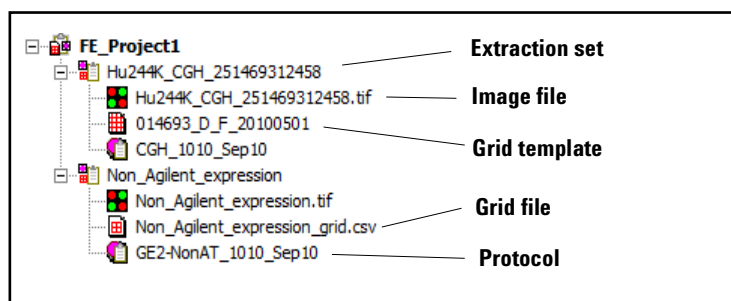 FE_Project1
Hu244K_CGH_251469312458
Extraction set
Hu244K_CGH_251469312458.tif
Image file
014693_D_F_20100501
Grid template
CGH_1010_Sep10
Non_Agilent_expression
Non_Agilent_expression.tif
Grid file
Non_Agilent_expression_grid.csv
GE2-NonAT_1010_Sep10
Protocol